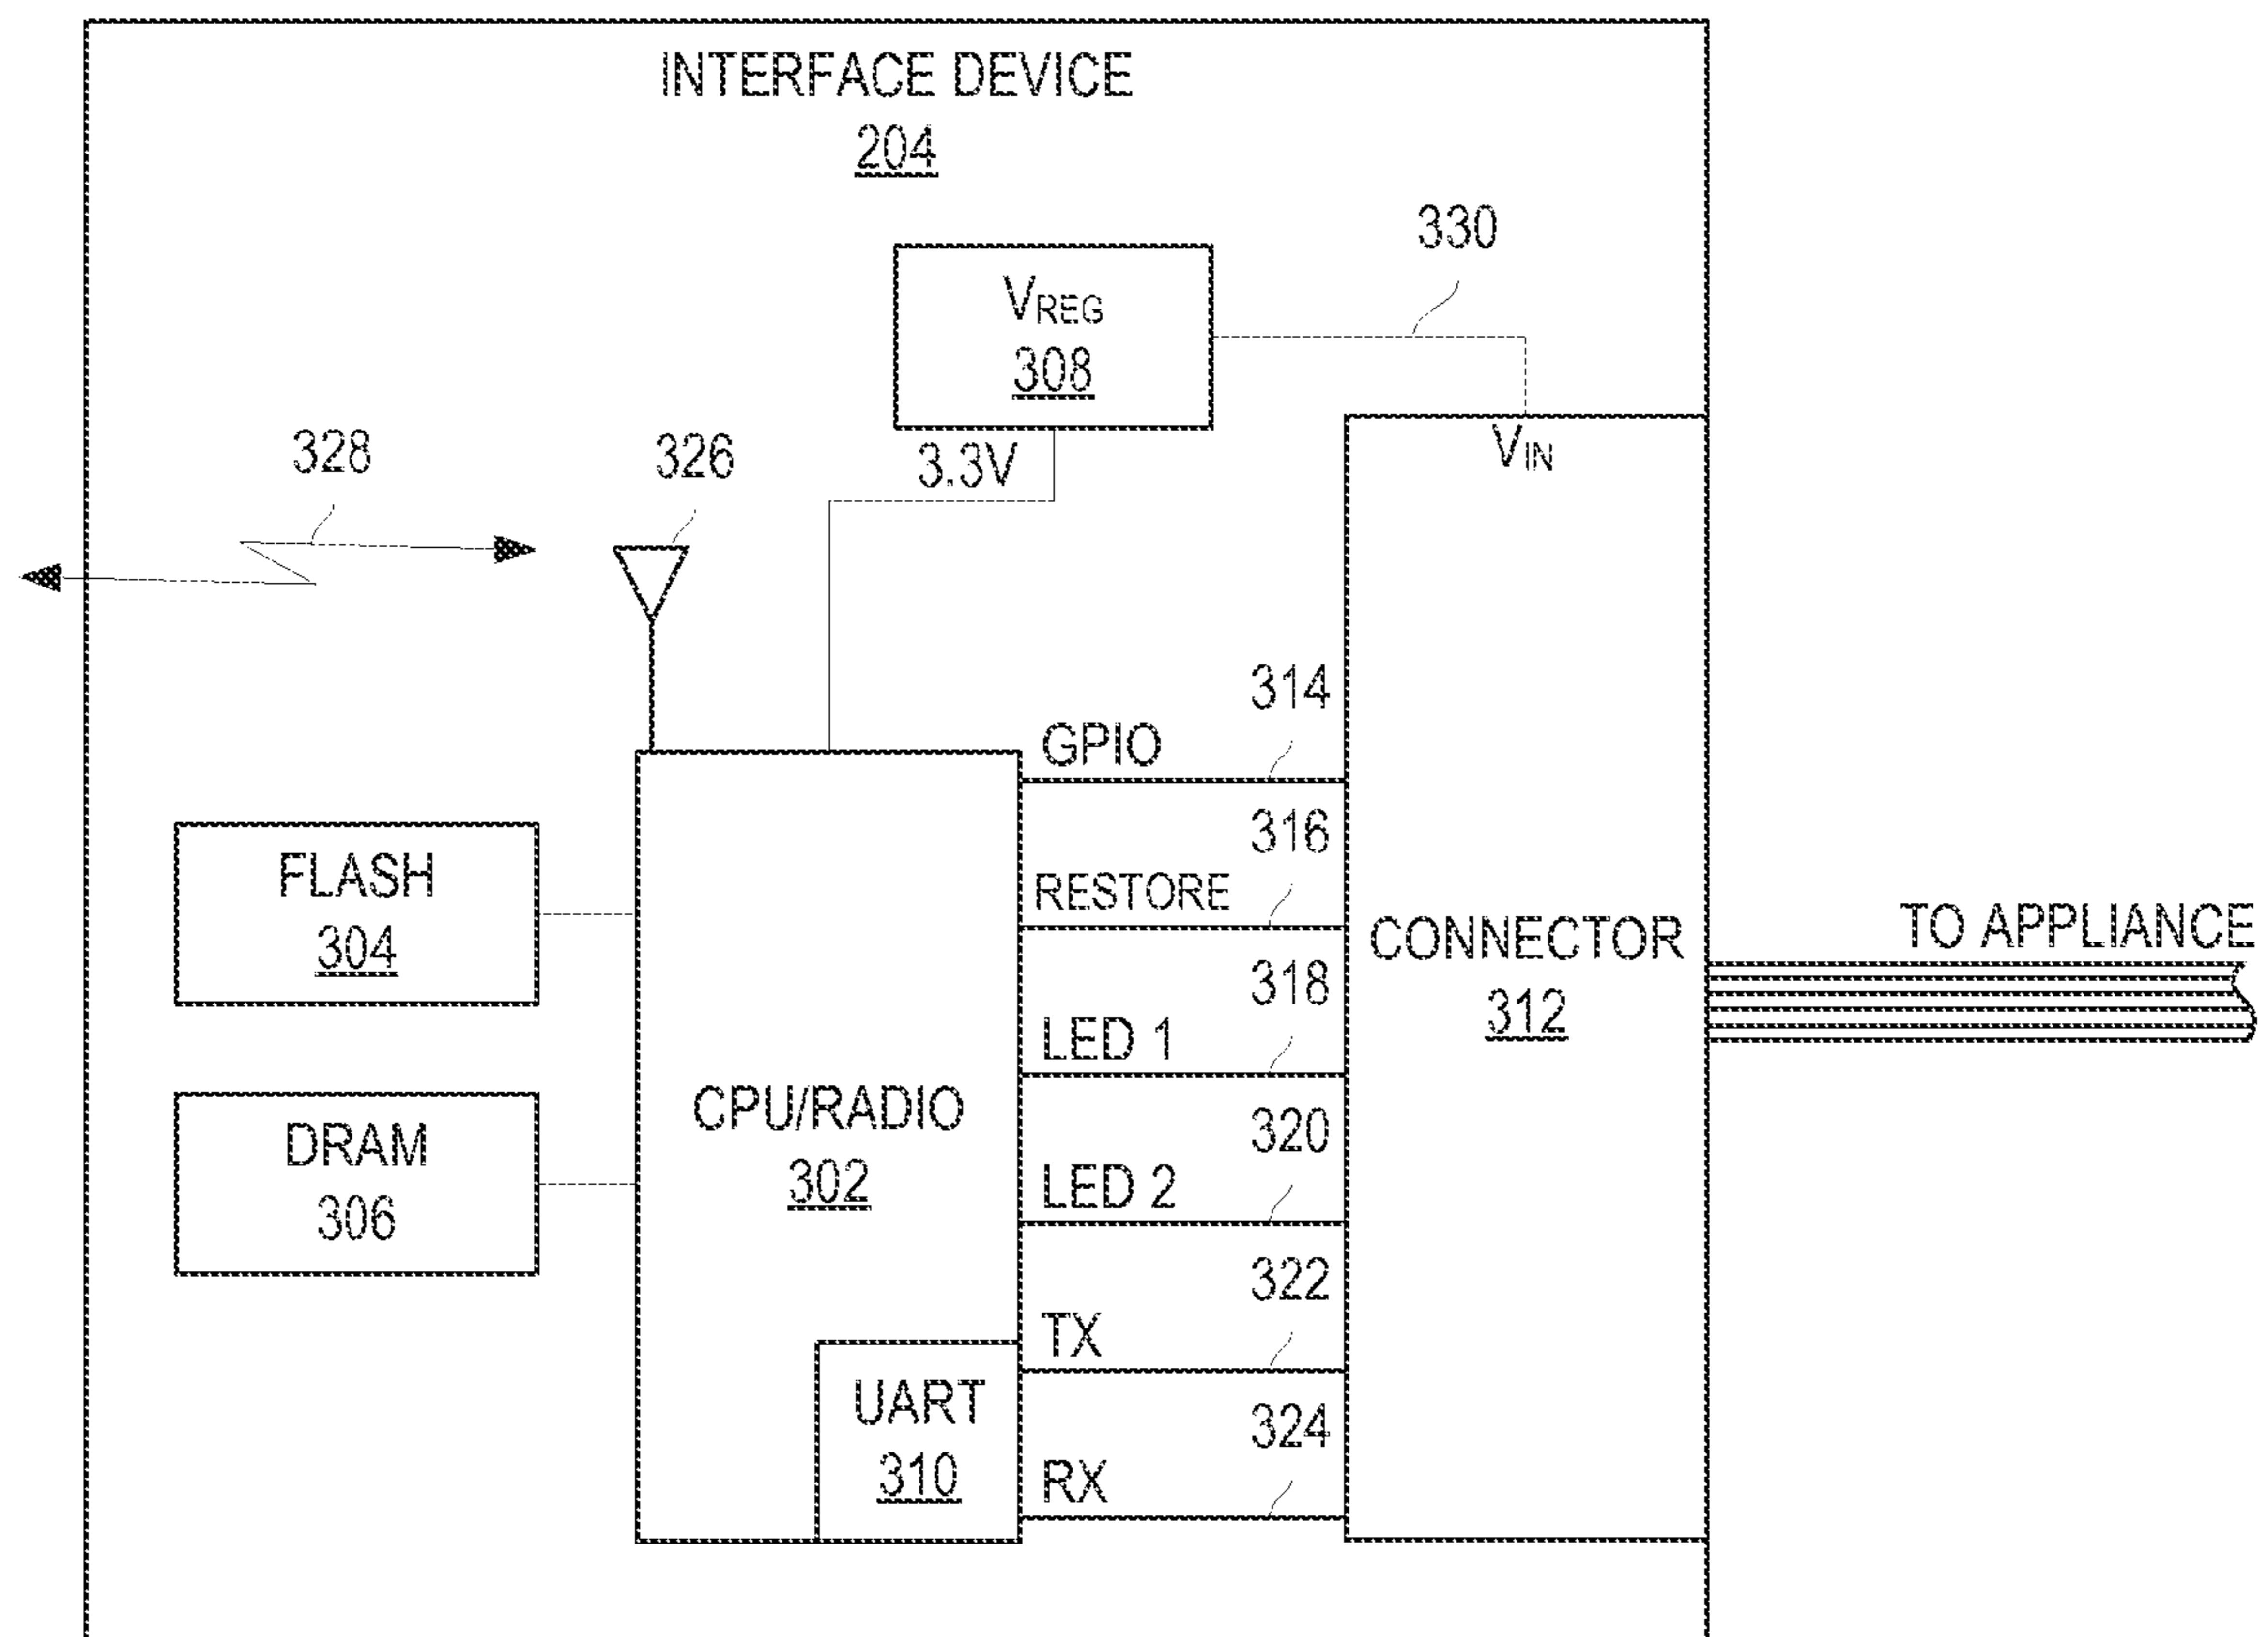 INTERFACE DEVICE
204
330
VREG
308
328
326
3.3V
VIN
314
GPIO
316
FLASH
304
RESTORE
CONNECTOR
312
TO APPLIANCE
318
LED 1
CPU/RADIO
302
DRAM
306
320
LED 2
322
TX
UART
310
324
RX